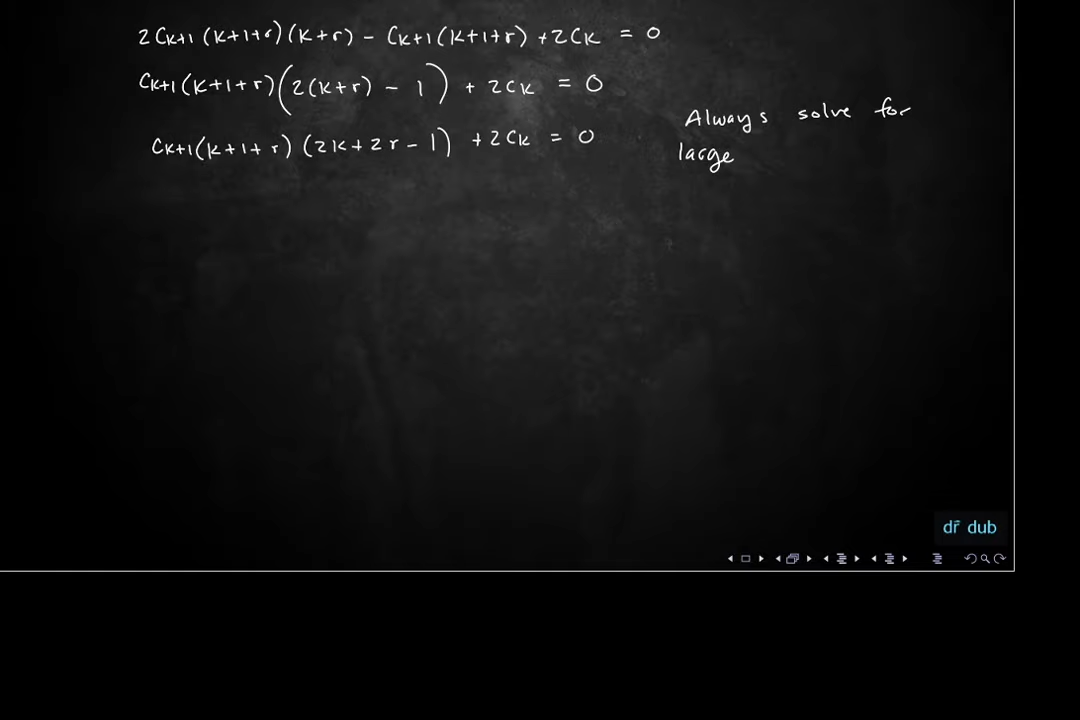 2Ck+1 (k+1+r)(k+r) - Ck+1(k+1+r) + 2Ck = 0
Ck+1(k+1+r)(2(k+r) - 1) + 2Ck = 0
Always solve for
Ck+1(k+1+r)(2k+2r-1) + 2Ck = 0
large
dr dub